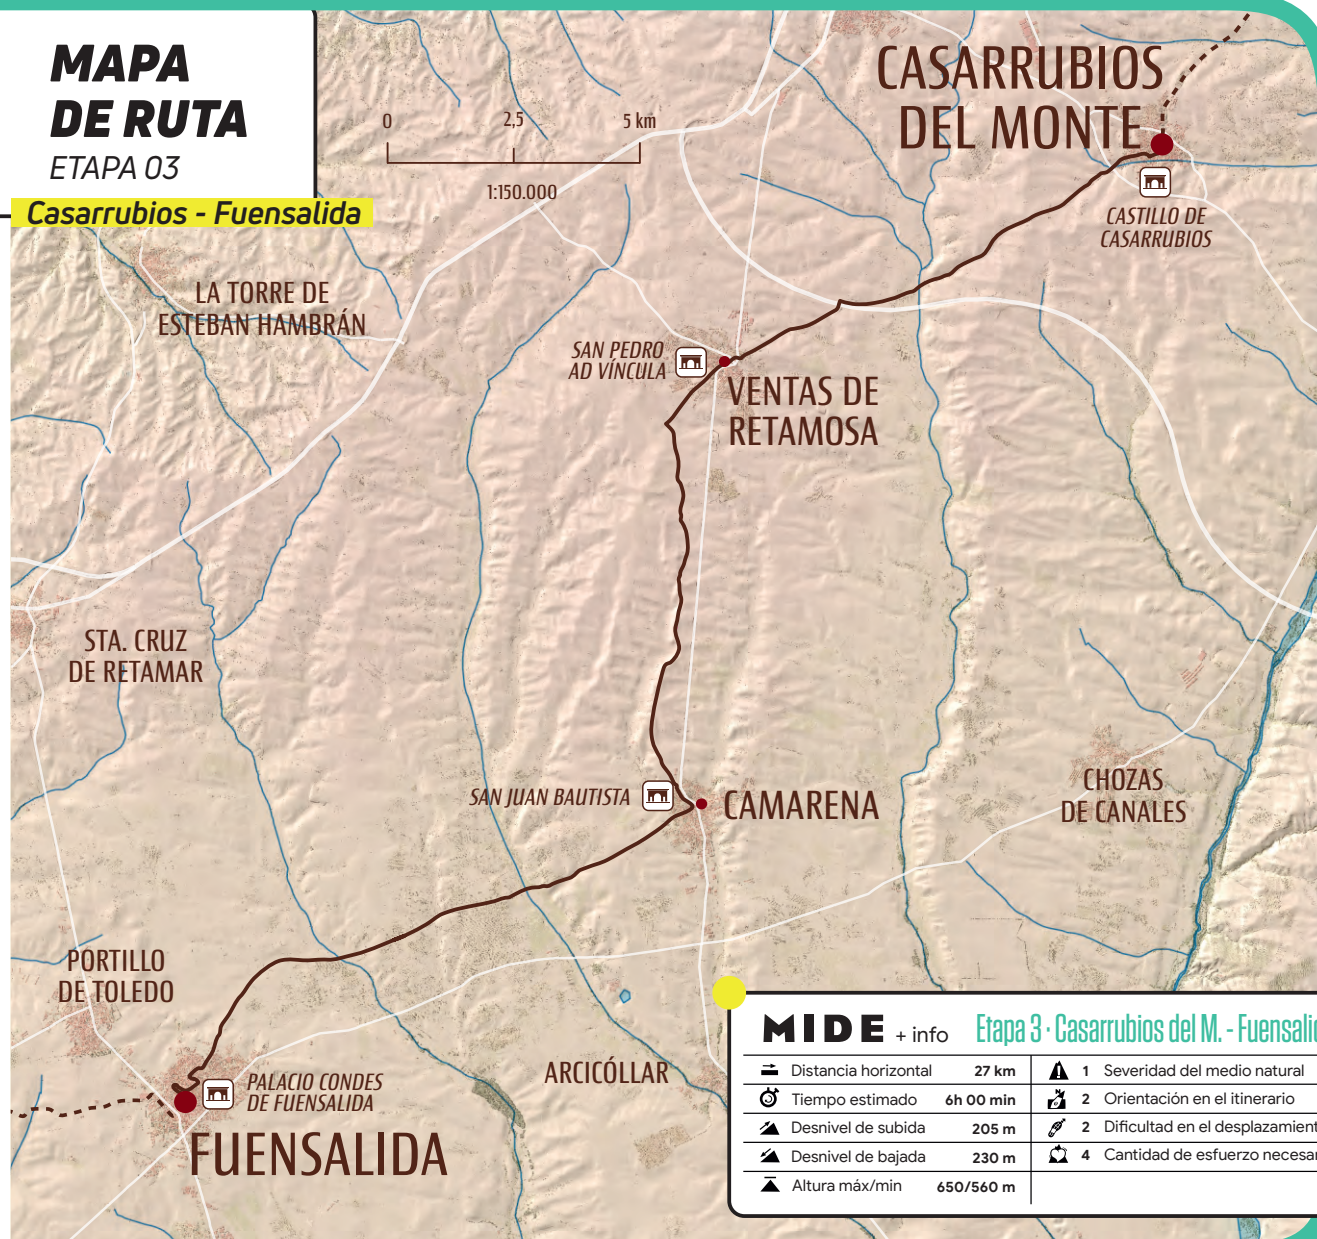 MAPA
DE RUTA
ETAPA 03
Casarrubios - Fuensalida
0 2,5 5 km
1:150.000
CASARRUBIOS
DEL MONTE
CASTILLO DE
CASARRUBIOS
LA TORRE DE
ESTEBAN HAMBRÁN
SAN PEDRO
AD VÍNCULA
VENTAS DE
RETAMOSA
STA. CRUZ
DE RETAMAR
SAN JUAN BAUTISTA
CAMARENA
CHOZAS
DE CANALES
PORTILLO
DE TOLEDO
ARCICÓLLAR
PALACIO CONDES
DE FUENSALIDA
FUENSALIDA
MIDE + info Etapa 3 · Casarrubios del M. - Fuensalid
Distancia horizontal 27 km 1 Severidad del medio natural
Tiempo estimado 6h 00 min 2 Orientación en el itinerario
Desnivel de subida 205 m 2 Dificultad en el desplazamient
Desnivel de bajada 230 m 4 Cantidad de esfuerzo necesar
Altura máx/min 650/560 m